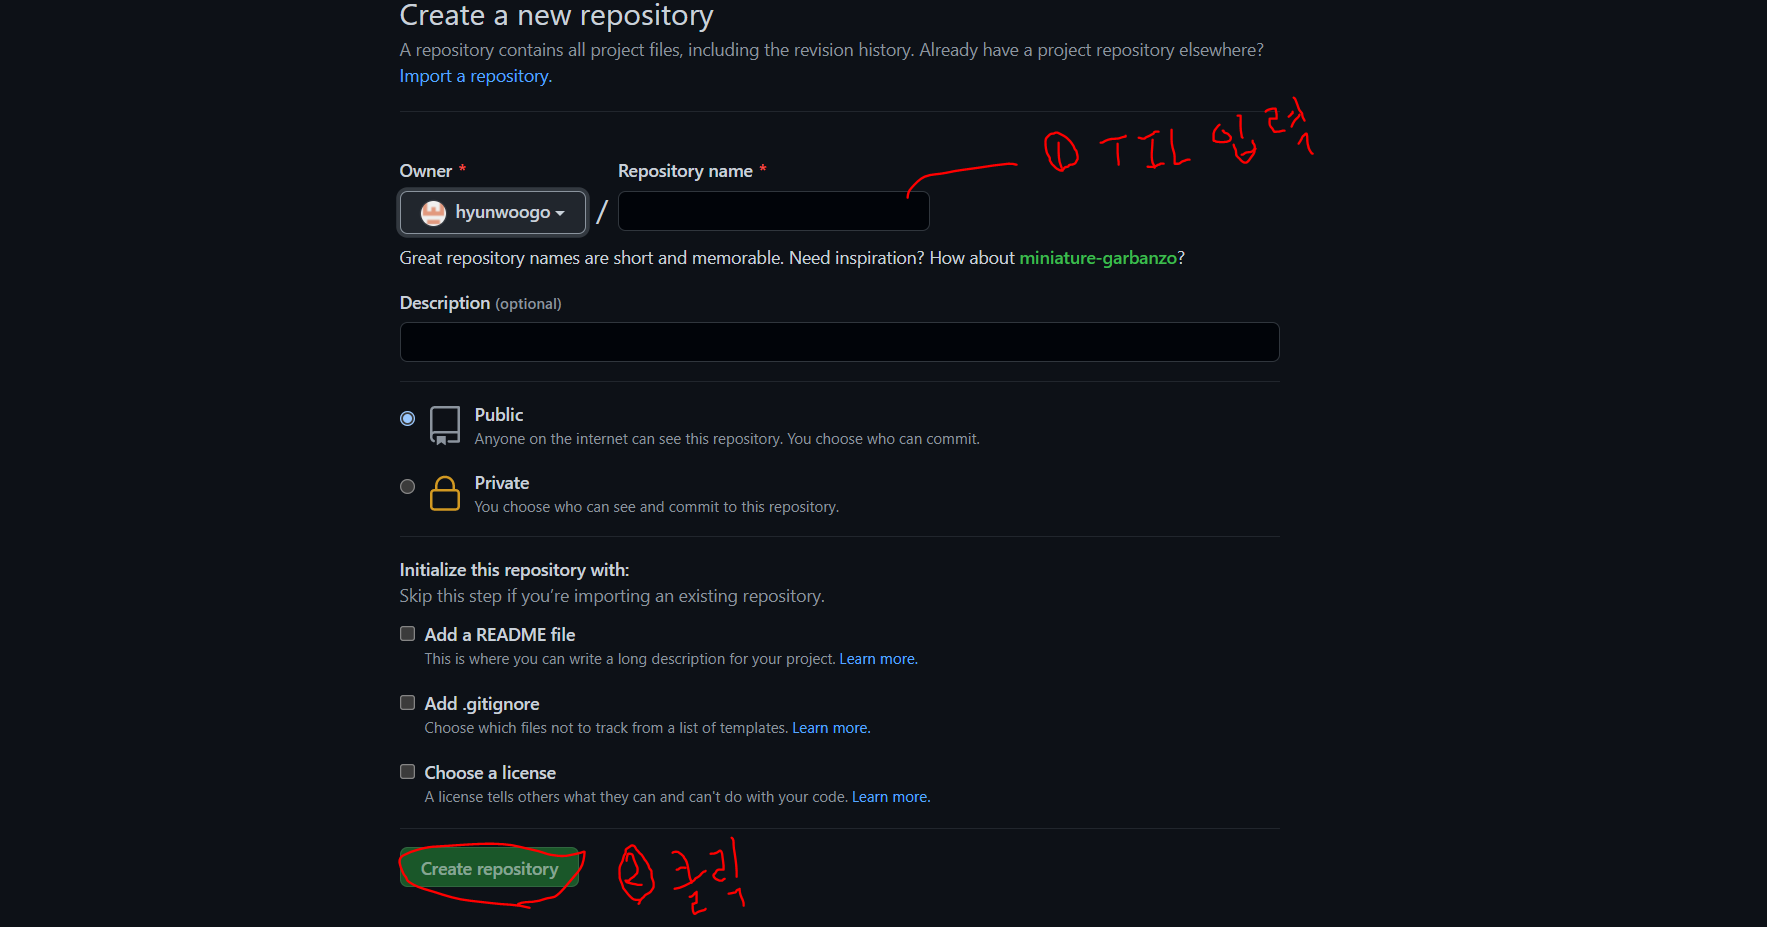 Create a new repository
A repository contains all project files, including the revision history. Already have a project repository elsewhere?
Import a repository.
① TIL 입력
Owner * Repository name *
hyunwoogo /
Great repository names are short and memorable. Need inspiration? How about miniature-garbanzo?
Description (optional)
Public
Anyone on the internet can see this repository. You choose who can commit.
Private
You choose who can see and commit to this repository.
Initialize this repository with:
Skip this step if you’re importing an existing repository.
Add a README file
This is where you can write a long description for your project. Learn more.
Add .gitignore
Choose which files not to track from a list of templates. Learn more.
Choose a license
A license tells others what they can and can't do with your code. Learn more.
Create repository ② 클릭